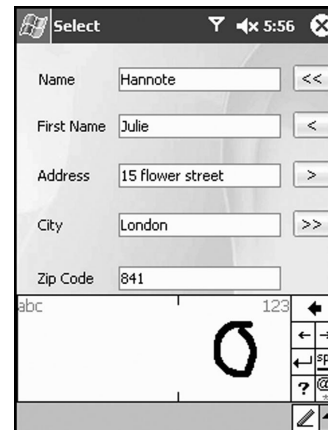 Select 5:56
Name Hannote <<
First Name Julie <
Address 15 flower street >
City London >>
Zip Code 841
abc 123
0
?